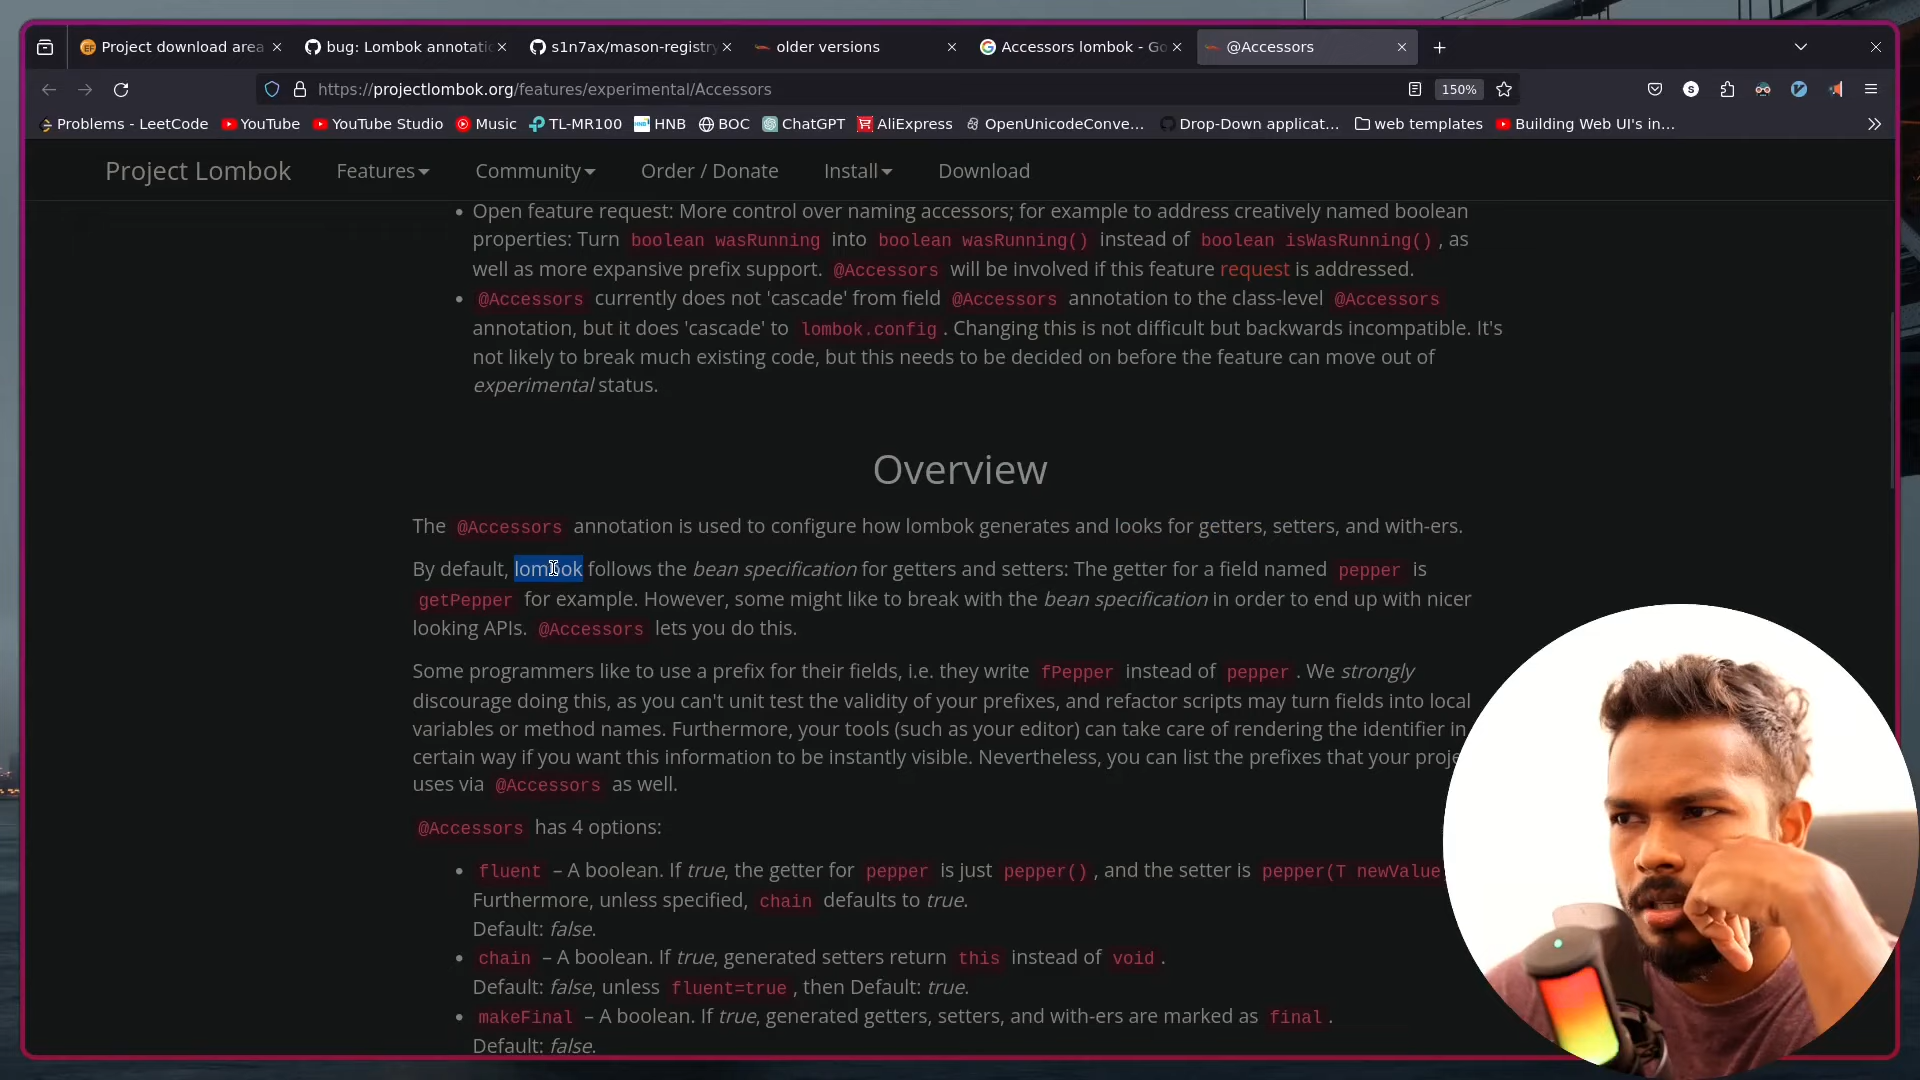 Project download area
bug: Lombok annotati
s1n7ax/mason-registry
older versions
Accessors lombok - Go
@Accessors
https://projectlombok.org/features/experimental/Accessors
150%
Problems - LeetCode
YouTube
YouTube Studio
Music
TL-MR100
HNB
BOC
ChatGPT
AliExpress
OpenUnicodeConve...
Drop-Down applicat...
web templates
Building Web UI's in...
Project Lombok
Features
Community
Order / Donate
Install
Download
• Open feature request: More control over naming accessors; for example to address creatively named boolean
properties: Turn boolean wasRunning into boolean wasRunning() instead of boolean isWasRunning(), as
well as more expansive prefix support. @Accessors will be involved if this feature request is addressed.
• @Accessors currently does not 'cascade' from field @Accessors annotation to the class-level @Accessors
annotation, but it does 'cascade' to lombok.config. Changing this is not difficult but backwards incompatible. It's
not likely to break much existing code, but this needs to be decided on before the feature can move out of
experimental status.
Overview
The @Accessors annotation is used to configure how lombok generates and looks for getters, setters, and with-ers.
By default, lombok follows the bean specification for getters and setters: The getter for a field named pepper is
getPepper for example. However, some might like to break with the bean specification in order to end up with nicer
looking APIs. @Accessors lets you do this.
Some programmers like to use a prefix for their fields, i.e. they write fPepper instead of pepper. We strongly
discourage doing this, as you can't unit test the validity of your prefixes, and refactor scripts may turn fields into local
variables or method names. Furthermore, your tools (such as your editor) can take care of rendering the identifier in
certain way if you want this information to be instantly visible. Nevertheless, you can list the prefixes that your proje
uses via @Accessors as well.
@Accessors has 4 options:
• fluent – A boolean. If true, the getter for pepper is just pepper(), and the setter is pepper(T newValue
Furthermore, unless specified, chain defaults to true.
Default: false.
• chain – A boolean. If true, generated setters return this instead of void.
Default: false, unless fluent=true, then Default: true.
• makeFinal – A boolean. If true, generated getters, setters, and with-ers are marked as final.
Default: false.